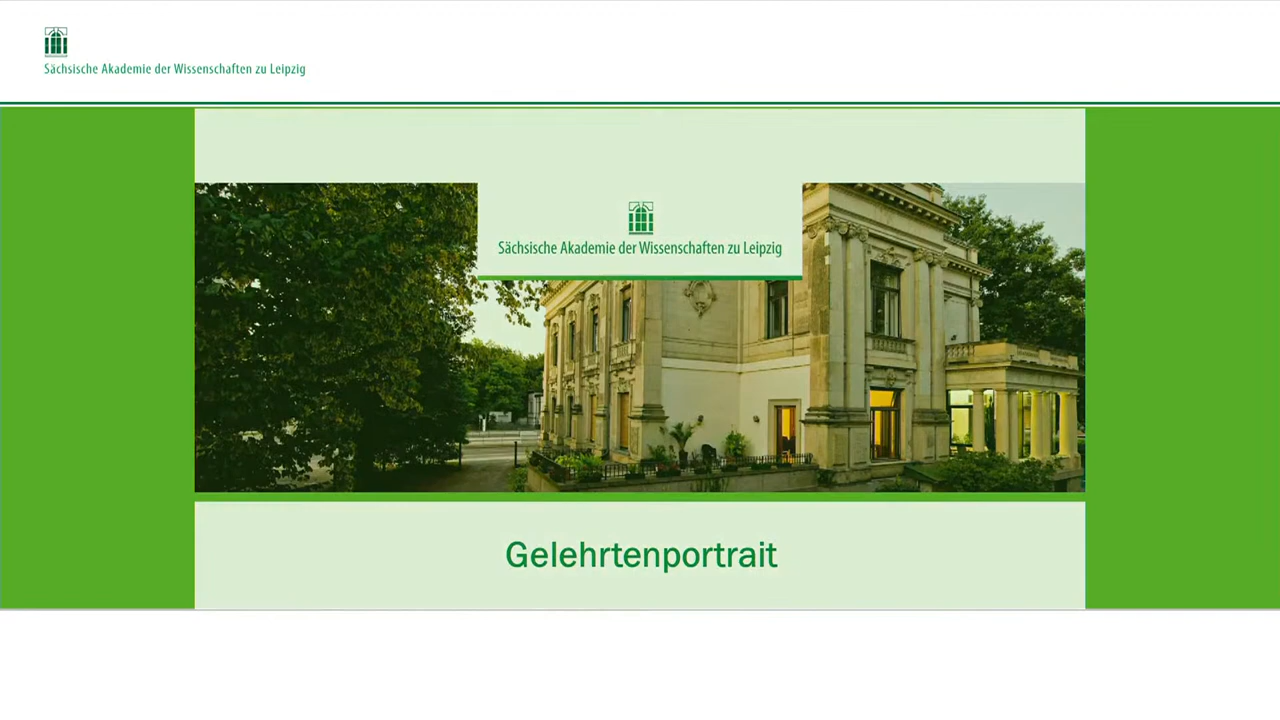 Sächsische Akademie der Wissenschaften zu Leipzig
Sächsische Akademie der Wissenschaften zu Leipzig
Gelehrtenportrait